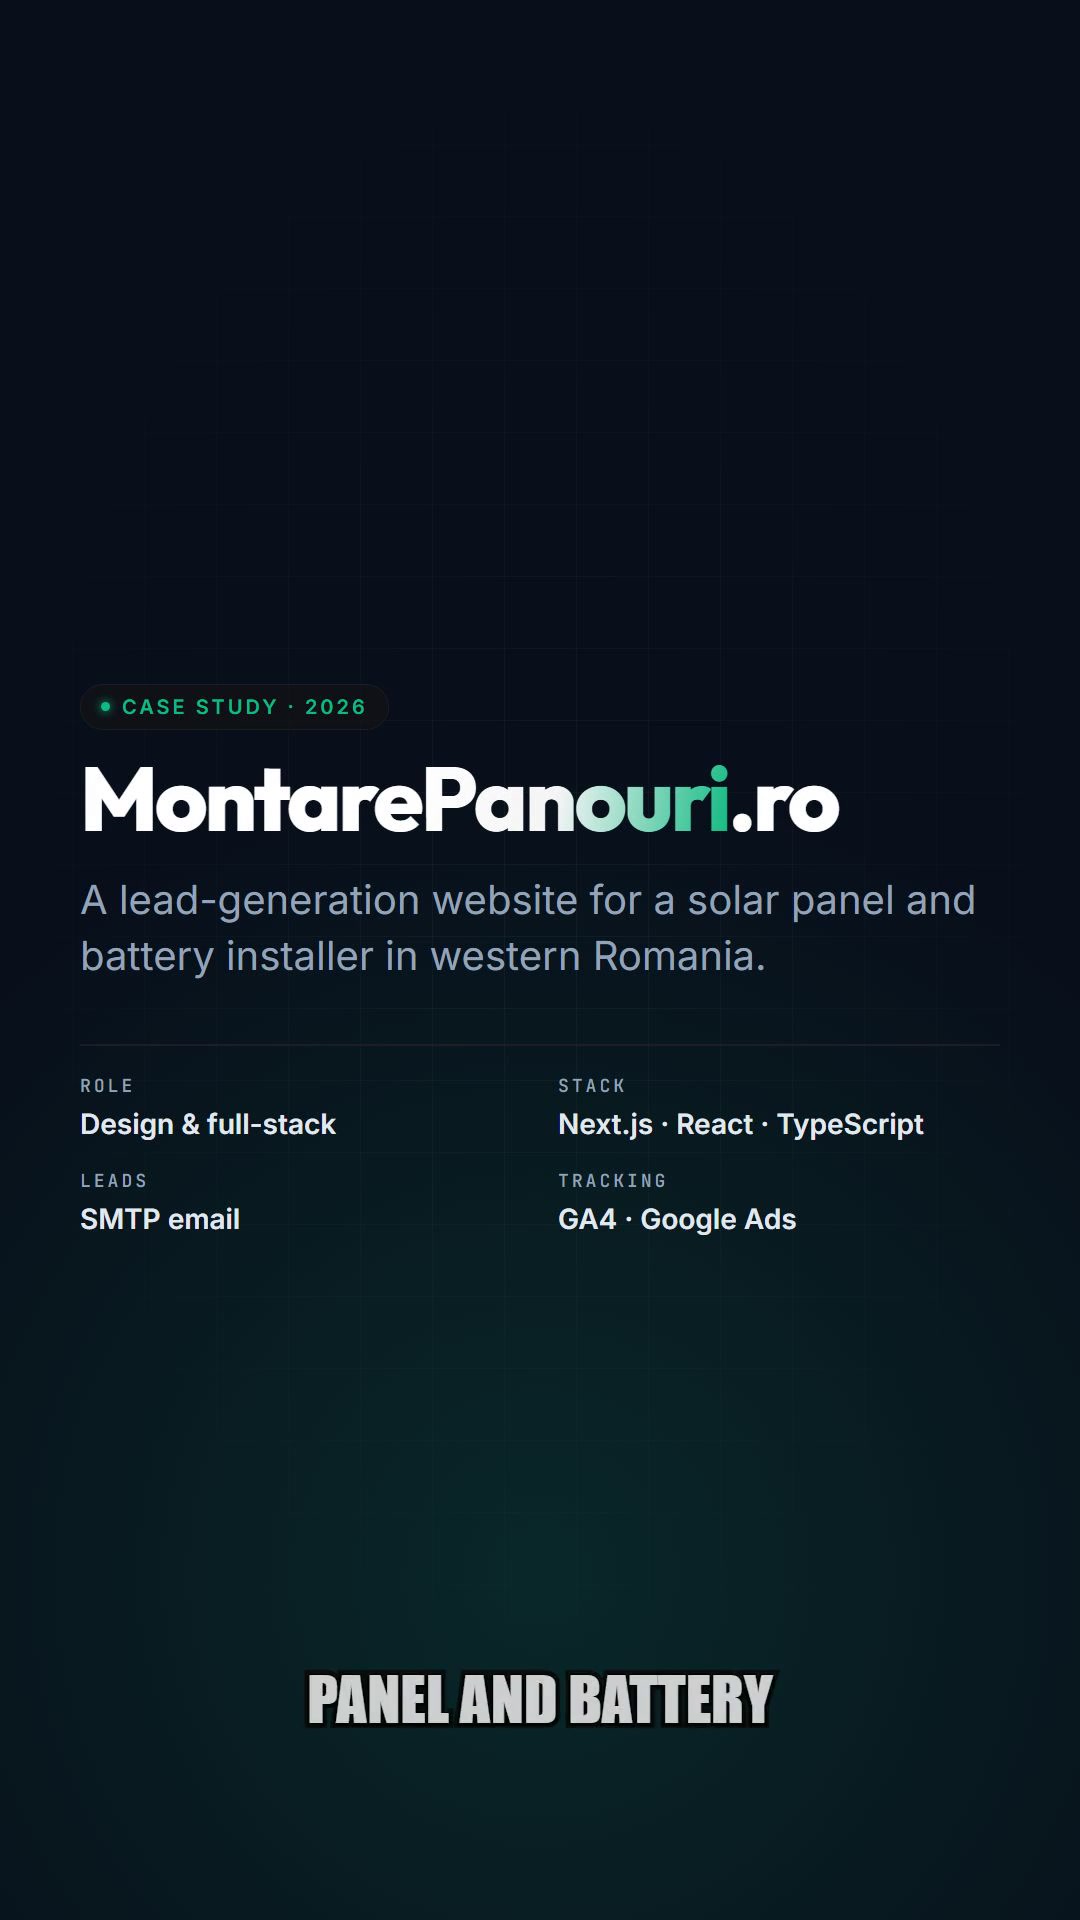 CASE STUDY · 2026
MontarePanouri.ro
A lead-generation website for a solar panel and
battery installer in western Romania.
ROLE
Design & full-stack
STACK
Next.js · React · TypeScript
LEADS
SMTP email
TRACKING
GA4 · Google Ads
PANEL AND BATTERY